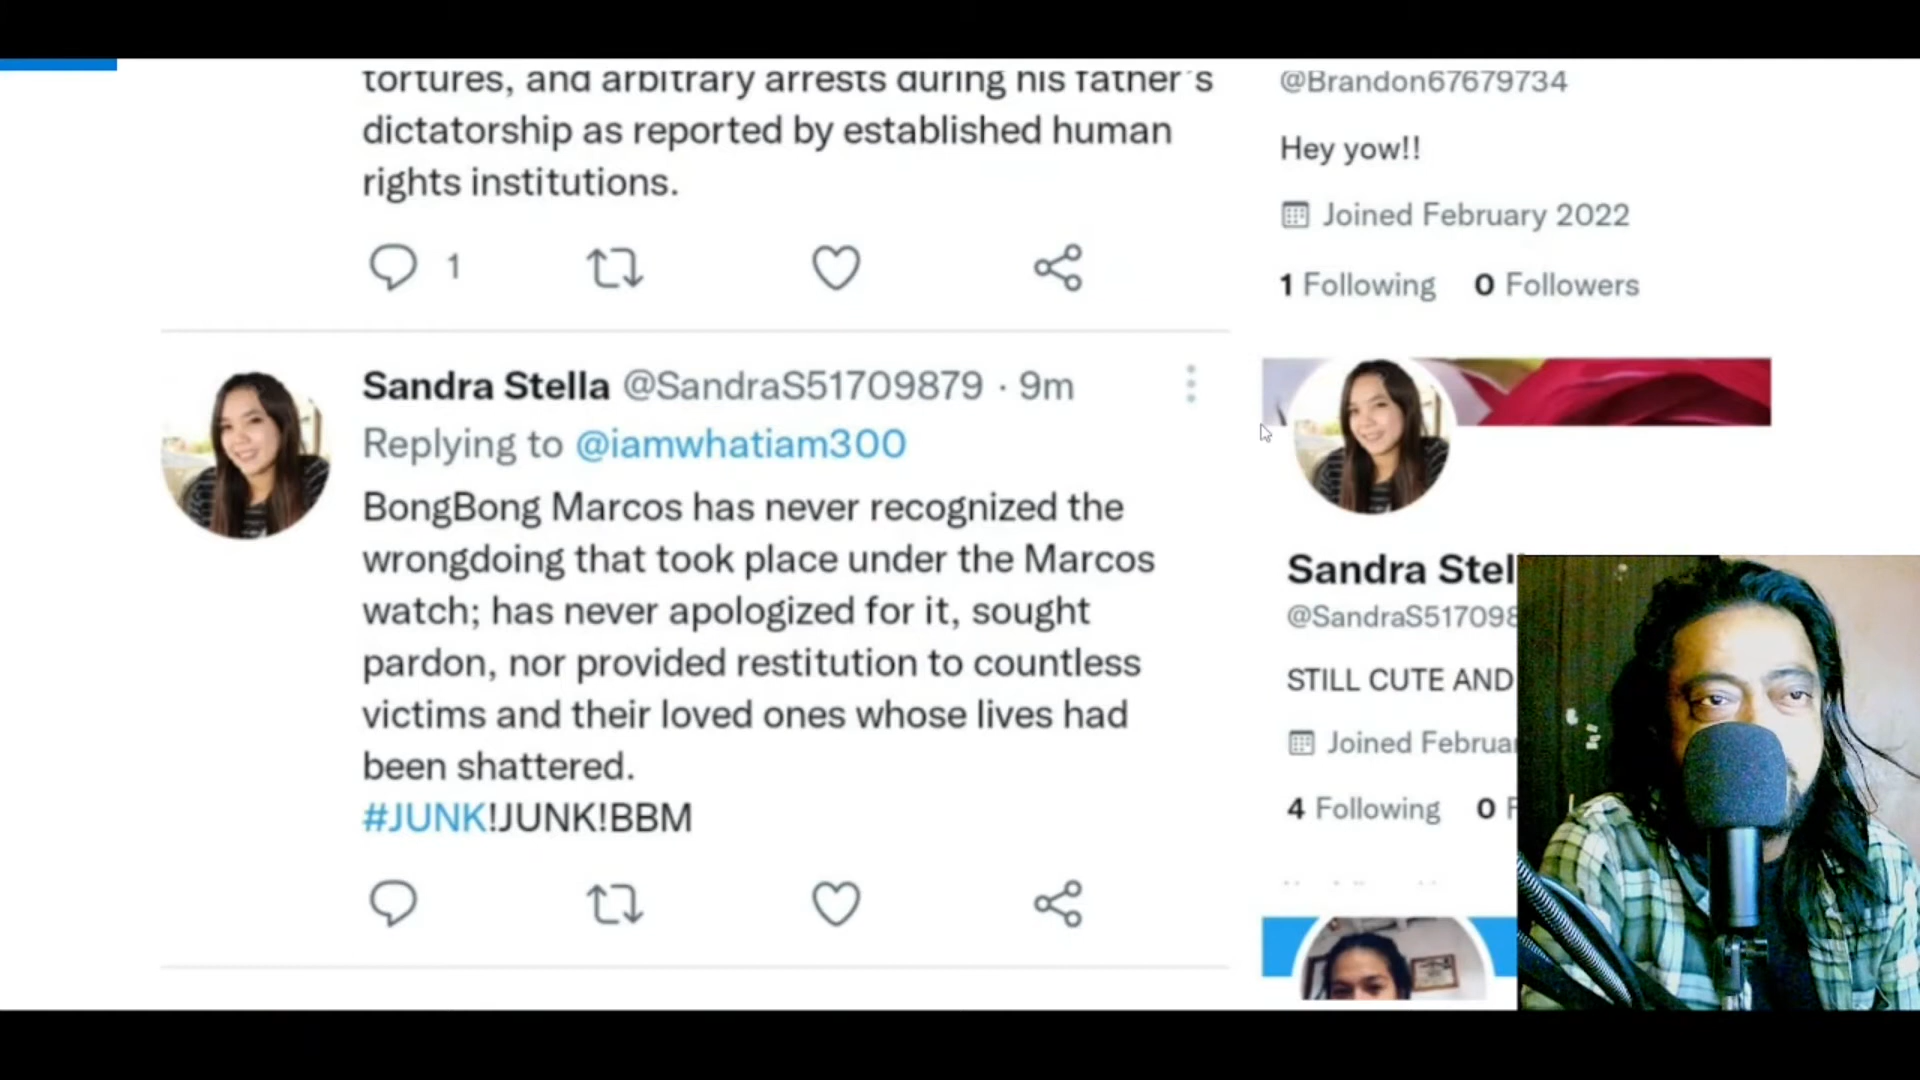 tortures, and arbitrary arrests during his father's
dictatorship as reported by established human
rights institutions.
1
Sandra Stella @SandraS51709879 · 9m
Replying to @iamwhatiam300
BongBong Marcos has never recognized the
wrongdoing that took place under the Marcos
watch; has never apologized for it, sought
pardon, nor provided restitution to countless
victims and their loved ones whose lives had
been shattered.
#JUNK!JUNK!BBM
@Brandon67679734
Hey yow!!
Joined February 2022
1 Following 0 Followers
Sandra Stel
@SandraS517098
STILL CUTE AND
Joined Februa
4 Following 0 F